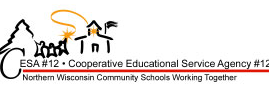 CESA #12 • Cooperative Educational Service Agency #12
Northern Wisconsin Community Schools Working Together